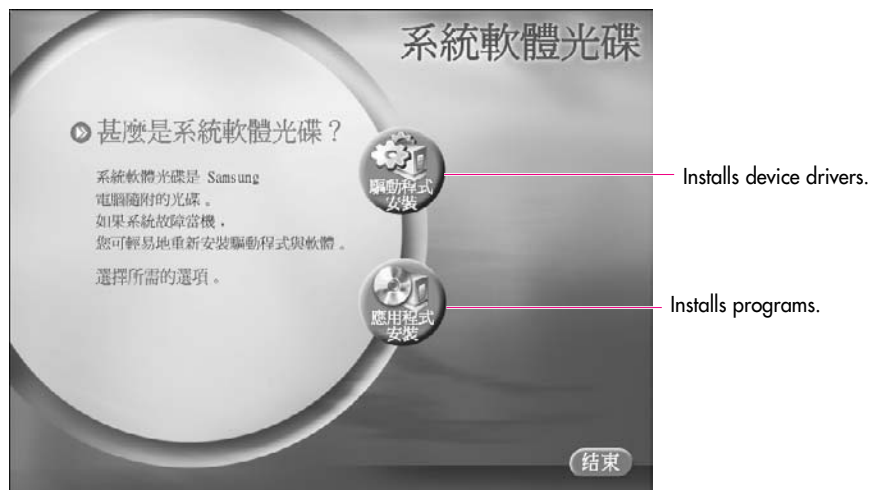 系統軟體光碟
甚麼是系統軟體光碟？
系統軟體光碟是 Samsung
電腦隨附的光碟。
如果系統故障當機，
您可輕易地重新安裝驅動程式與軟體。
選擇所需的選項。
驅動程式
安裝
Installs device drivers.
應用程式
安裝
Installs programs.
结束